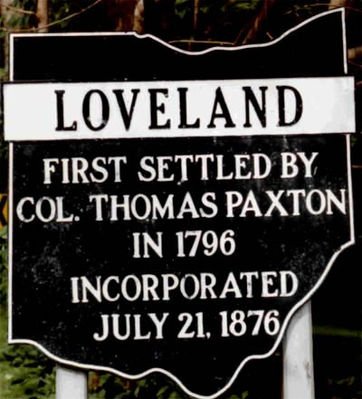 LOVELAND
FIRST SETTLED BY
COL. THOMAS PAXTON
IN 1796
INCORPORATED
JULY 21, 1876